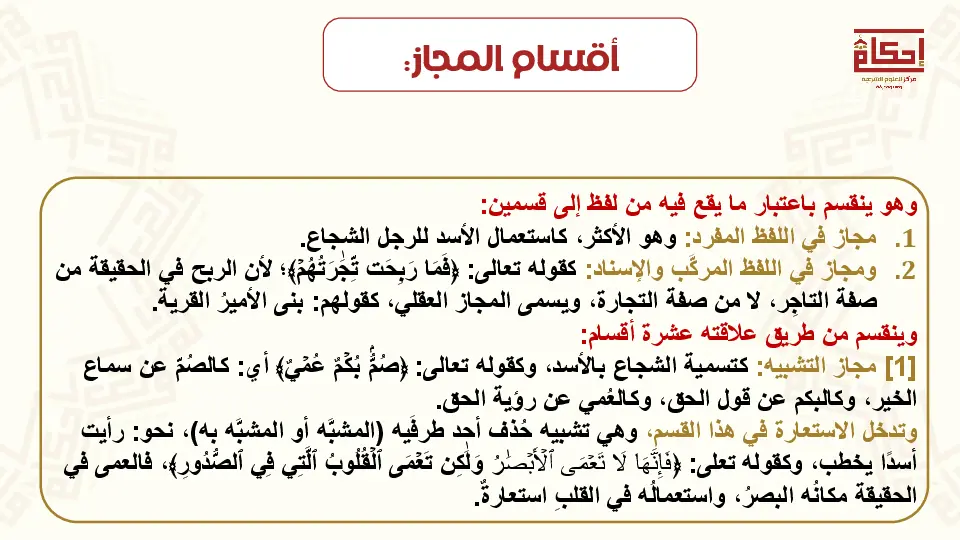 أقسام المجاز:
إحكام
مركز العلوم الشرعية
وهو ينقسم باعتبار ما يقع فيه من لفظ إلى قسمين:
1. مجاز في اللفظ المفرد: وهو الأكثر، كاستعمال الأسد للرجل الشجاع.
2. ومجاز في اللفظ المركَّب والإسناد: كقوله تعالى: ﴿فَمَا رَبِحَت تِّجَٰرَتُهُمۡ﴾؛ لأن الربح في الحقيقة من
صفة التاجِر، لا من صفة التجارة، ويسمى المجاز العقلي، كقولهم: بنى الأميرُ القرية.
وينقسم من طريق علاقته عشرة أقسام:
[1] مجاز التشبيه: كتسمية الشجاع بالأسد، وكقوله تعالى: ﴿صُمُّۢ بُكۡمٌ عُمۡيٌ﴾ أي: كالصُمّ عن سماع
الخير، وكالبكم عن قول الحق، وكالعُمي عن رؤية الحق.
وتدخل الاستعارة في هذا القسم، وهي تشبيه حُذف أحد طرفَيه (المشبَّه أو المشبَّه به)، نحو: رأيت
أسدًا يخطب، وكقوله تعلى: ﴿فَإِنَّهَا لَا تَعۡمَى ٱلۡأَبۡصَٰرُ وَلَٰكِن تَعۡمَى ٱلۡقُلُوبُ ٱلَّتِي فِي ٱلصُّدُورِ﴾، فالعمى في
الحقيقة مكانُه البصرُ، واستعمالُه في القلبِ استعارةٌ.